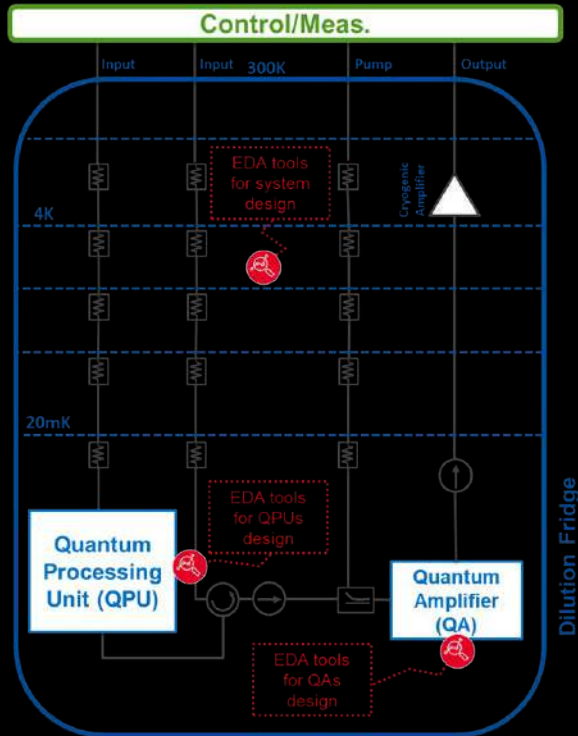 Control/Meas.
Input
Input
300K
Pump
Output
EDA tools
for system
design
Cryogenic
Amplifier
4K
20mK
EDA tools
for QPUs
design
Quantum
Processing
Unit (QPU)
Quantum
Amplifier
(QA)
Dilution Fridge
EDA tools
for QAs
design